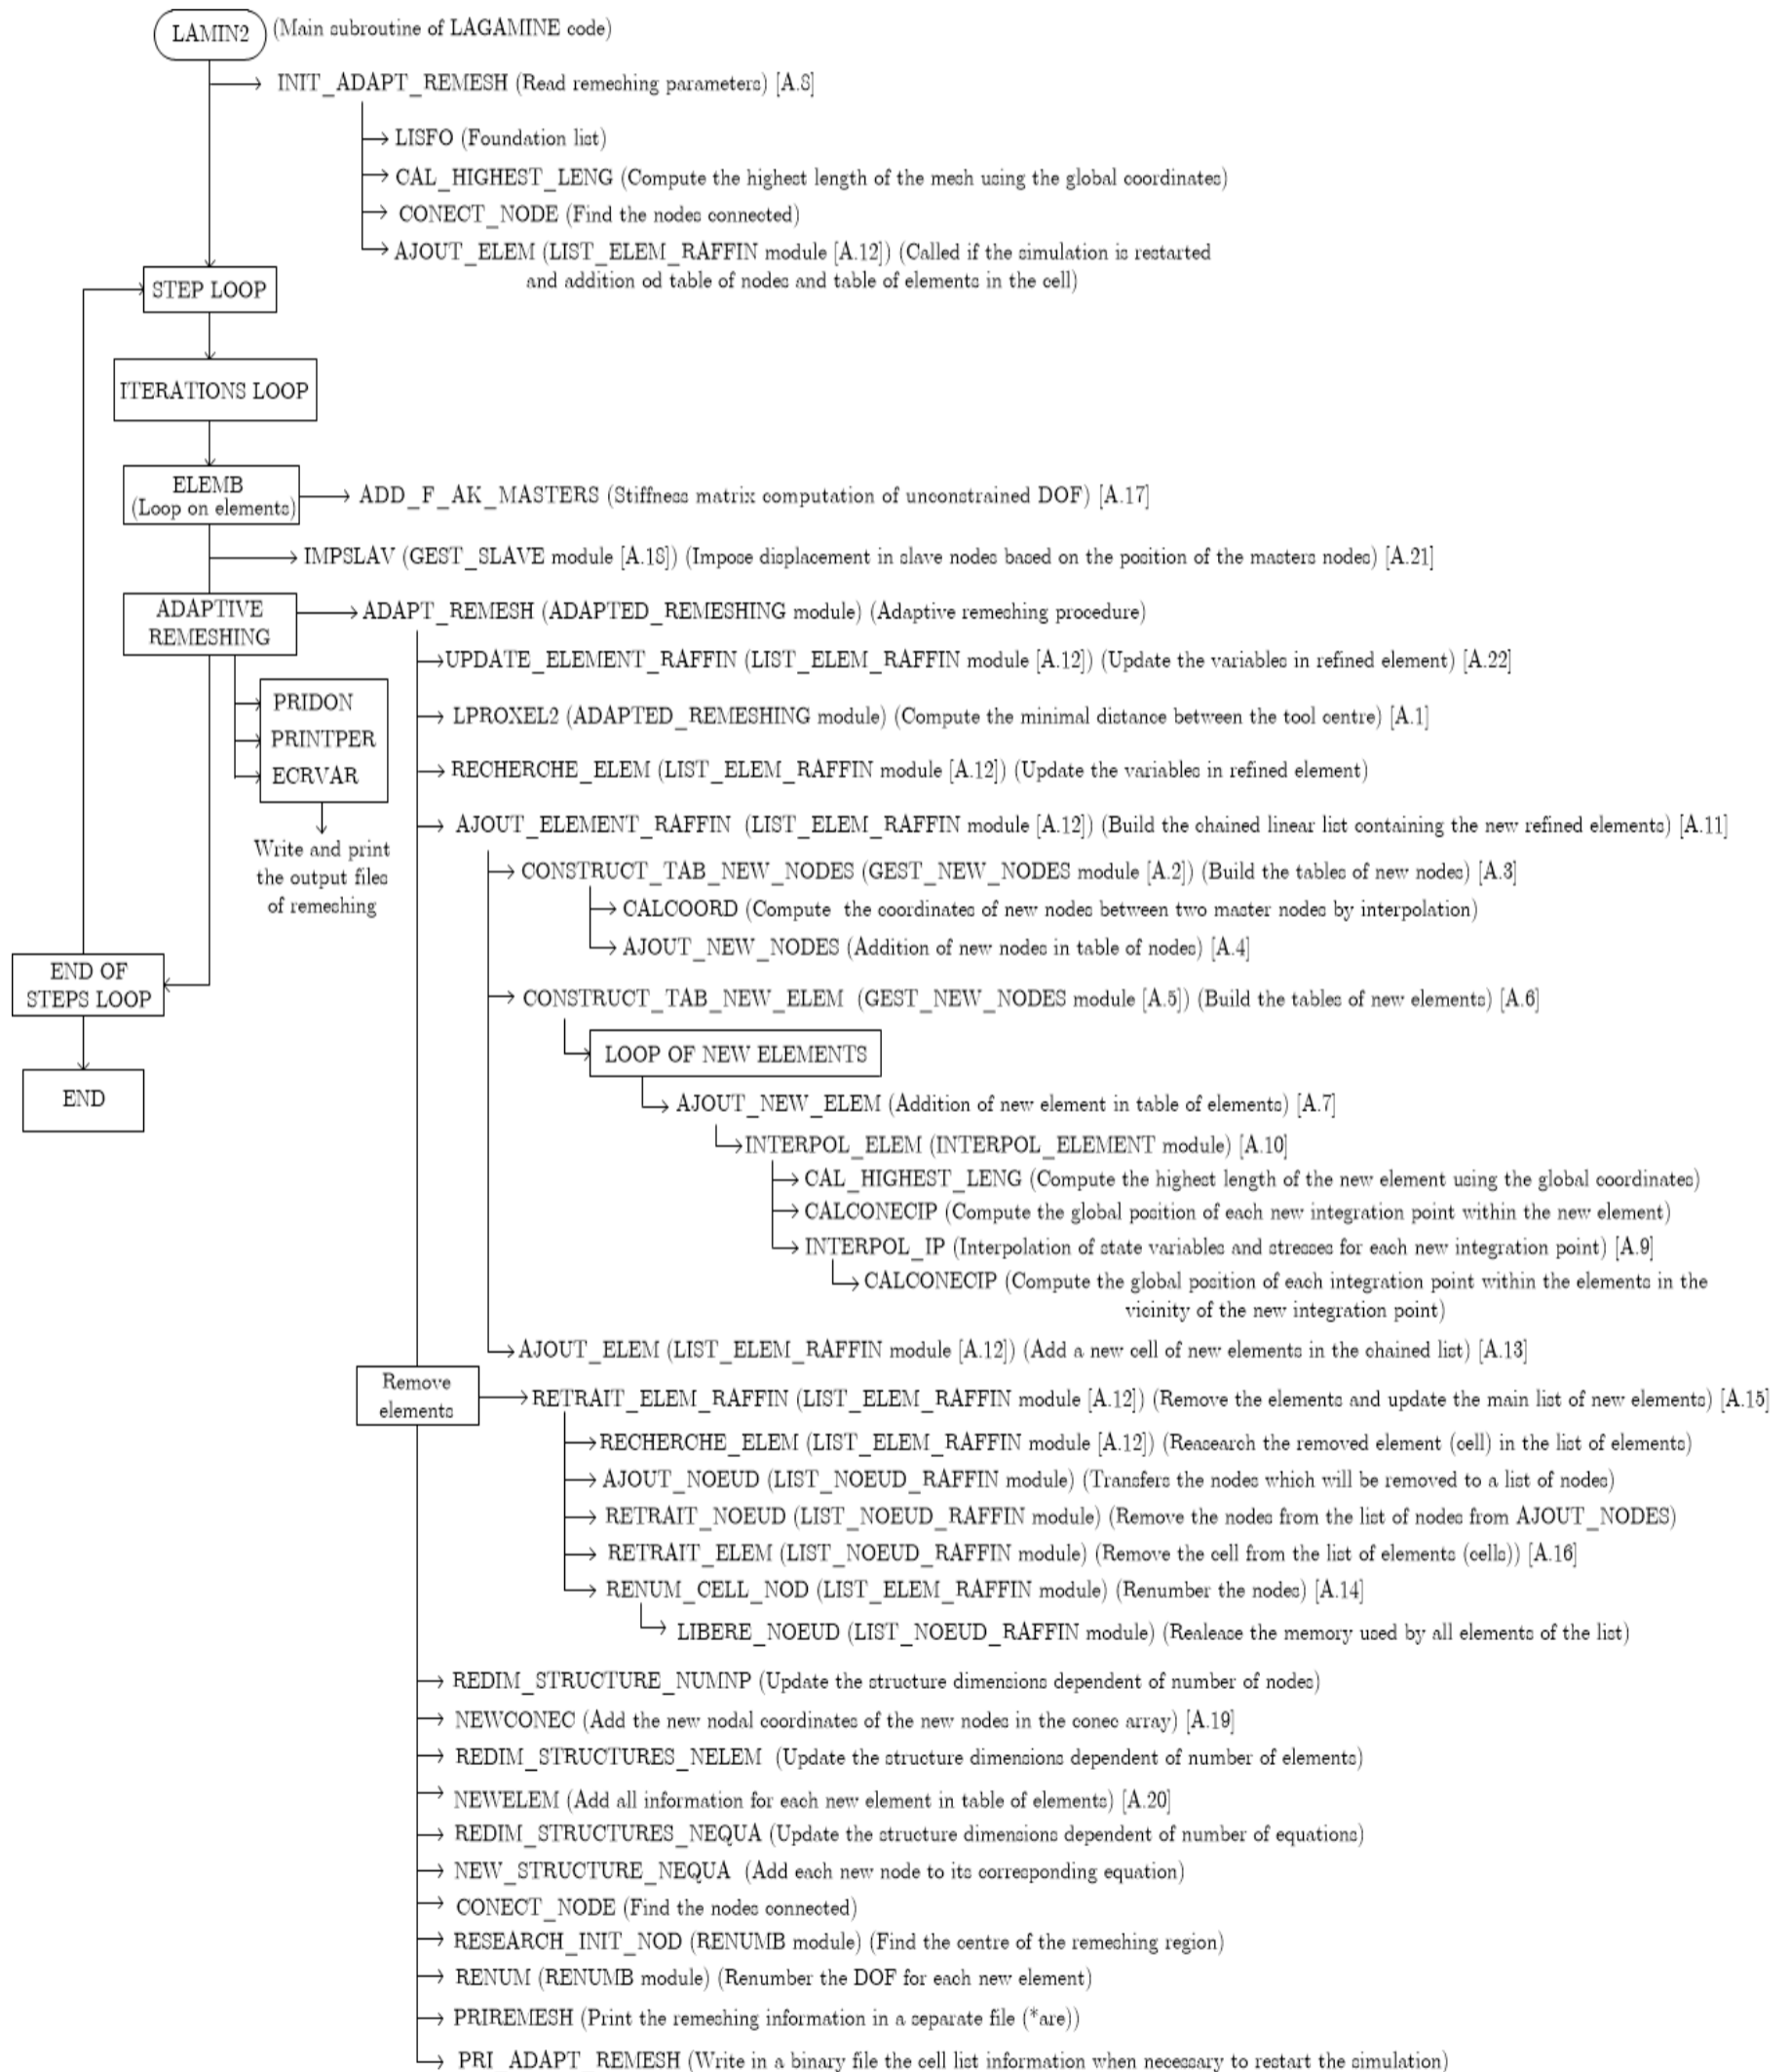 LAMIN2 (Main subroutine of LAGAMINE code)
INIT_ADAPT_REMESH (Read remeshing parameters) [A.8]
LISFO (Foundation list)
CAL_HIGHEST_LENG (Compute the highest length of the mesh using the global coordinates)
CONECT_NODE (Find the nodes connected)
AJOUT_ELEM (LIST_ELEM_RAFFIN module [A.12]) (Called if the simulation is restarted
and addition od table of nodes and table of elements in the cell)
STEP LOOP
ITERATIONS LOOP
ELEMB
(Loop on elements)
ADD_F_AK_MASTERS (Stiffness matrix computation of unconstrained DOF) [A.17]
IMPSLAV (GEST_SLAVE module [A.18]) (Impose displacement in slave nodes based on the position of the masters nodes) [A.21]
ADAPTIVE
REMESHING
ADAPT_REMESH (ADAPTED_REMESHING module) (Adaptive remeshing procedure)
UPDATE_ELEMENT_RAFFIN (LIST_ELEM_RAFFIN module [A.12]) (Update the variables in refined element) [A.22]
PRIDON
PRINTPER
ECRVAR
Write and print
the output files
of remeshing
LPROXEL2 (ADAPTED_REMESHING module) (Compute the minimal distance between the tool centre) [A.1]
RECHERCHE_ELEM (LIST_ELEM_RAFFIN module [A.12]) (Update the variables in refined element)
AJOUT_ELEMENT_RAFFIN (LIST_ELEM_RAFFIN module [A.12]) (Build the chained linear list containing the new refined elements) [A.11]
CONSTRUCT_TAB_NEW_NODES (GEST_NEW_NODES module [A.2]) (Build the tables of new nodes) [A.3]
CALCOORD (Compute the coordinates of new nodes between two master nodes by interpolation)
AJOUT_NEW_NODES (Addition of new nodes in table of nodes) [A.4]
END OF
STEPS LOOP
END
CONSTRUCT_TAB_NEW_ELEM (GEST_NEW_NODES module [A.5]) (Build the tables of new elements) [A.6]
LOOP OF NEW ELEMENTS
AJOUT_NEW_ELEM (Addition of new element in table of elements) [A.7]
INTERPOL_ELEM (INTERPOL_ELEMENT module) [A.10]
CAL_HIGHEST_LENG (Compute the highest length of the new element using the global coordinates)
CALCONECIP (Compute the global position of each new integration point within the new element)
INTERPOL_IP (Interpolation of state variables and stresses for each new integration point) [A.9]
CALCONECIP (Compute the global position of each integration point within the elements in the
vicinity of the new integration point)
AJOUT_ELEM (LIST_ELEM_RAFFIN module [A.12]) (Add a new cell of new elements in the chained list) [A.13]
Remove
elements
RETRAIT_ELEM_RAFFIN (LIST_ELEM_RAFFIN module [A.12]) (Remove the elements and update the main list of new elements) [A.15]
RECHERCHE_ELEM (LIST_ELEM_RAFFIN module [A.12]) (Reasearch the removed element (cell) in the list of elements)
AJOUT_NOEUD (LIST_NOEUD_RAFFIN module) (Transfers the nodes which will be removed to a list of nodes)
RETRAIT_NOEUD (LIST_NOEUD_RAFFIN module) (Remove the nodes from the list of nodes from AJOUT_NODES)
RETRAIT_ELEM (LIST_NOEUD_RAFFIN module) (Remove the cell from the list of elements (cells)) [A.16]
RENUM_CELL_NOD (LIST_ELEM_RAFFIN module) (Renumber the nodes) [A.14]
LIBERE_NOEUD (LIST_NOEUD_RAFFIN module) (Realease the memory used by all elements of the list)
REDIM_STRUCTURE_NUMNP (Update the structure dimensions dependent of number of nodes)
NEWCONEC (Add the new nodal coordinates of the new nodes in the conec array) [A.19]
REDIM_STRUCTURES_NELEM (Update the structure dimensions dependent of number of elements)
NEWELEM (Add all information for each new element in table of elements) [A.20]
REDIM_STRUCTURES_NEQUA (Update the structure dimensions dependent of number of equations)
NEW_STRUCTURE_NEQUA (Add each new node to its corresponding equation)
CONECT_NODE (Find the nodes connected)
RESEARCH_INIT_NOD (RENUMB module) (Find the centre of the remeshing region)
RENUM (RENUMB module) (Renumber the DOF for each new element)
PRIREMESH (Print the remeshing information in a separate file (*are))
PRI_ADAPT_REMESH (Write in a binary file the cell list information when necessary to restart the simulation)